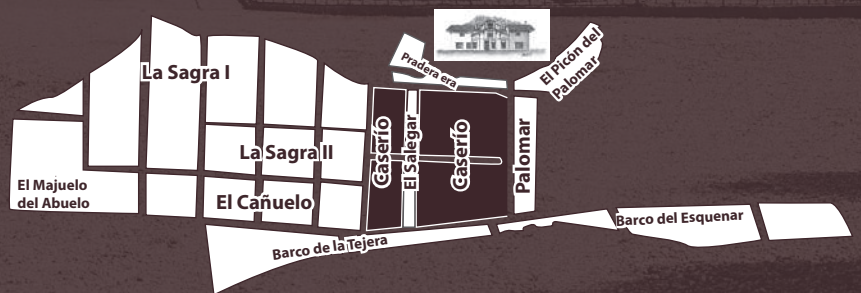 La Sagra I
Pradera era
El Picón del
Palomar
Caserío
El Salegar
Caserío
Palomar
La Sagra II
El Majuelo
del Abuelo
El Cañuelo
Barco de la Tejera
Barco del Esquenar